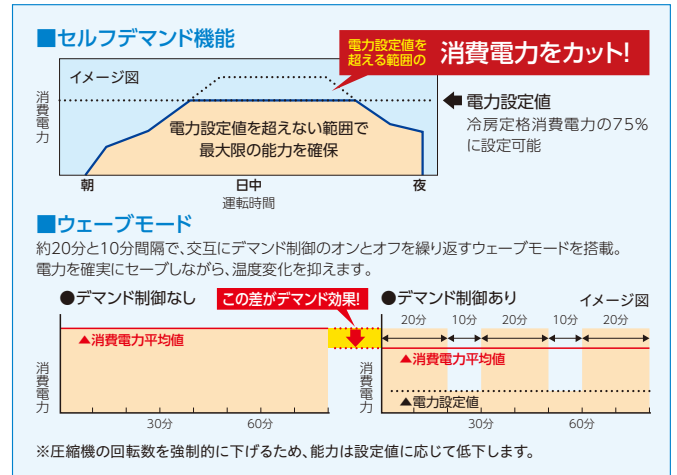 ■セルフデマンド機能
電力設定値を
超える範囲の
消費電力をカット!
イメージ図
消費電力
電力設定値
冷房定格消費電力の75%
に設定可能
電力設定値を超えない範囲で
最大限の能力を確保
朝 日中 夜
運転時間
■ウェーブモード
約20分と10分間隔で、交互にデマンド制御のオンとオフを繰り返すウェーブモードを搭載。
電力を確実にセーブしながら、温度変化を抑えます。
●デマンド制御なし
この差がデマンド効果!
●デマンド制御あり
イメージ図
20分 10分 20分 10分 20分
▲消費電力平均値
▲消費電力平均値
消費電力
消費電力
▲電力設定値
30分 60分
30分 60分
※圧縮機の回転数を強制的に下げるため、能力は設定値に応じて低下します。